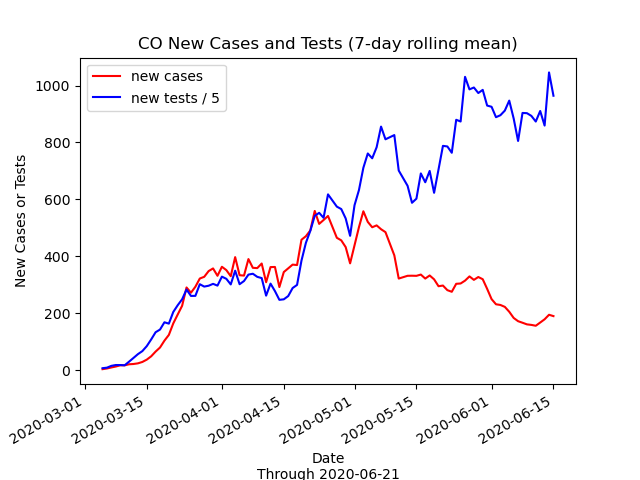 CO New Cases and Tests (7-day rolling mean)
new cases
new tests / 5
New Cases or Tests
1000
800
600
400
200
0
2020-03-01
2020-03-15
2020-04-01
2020-04-15
2020-05-01
2020-05-15
2020-06-01
2020-06-15
Date
Through 2020-06-21